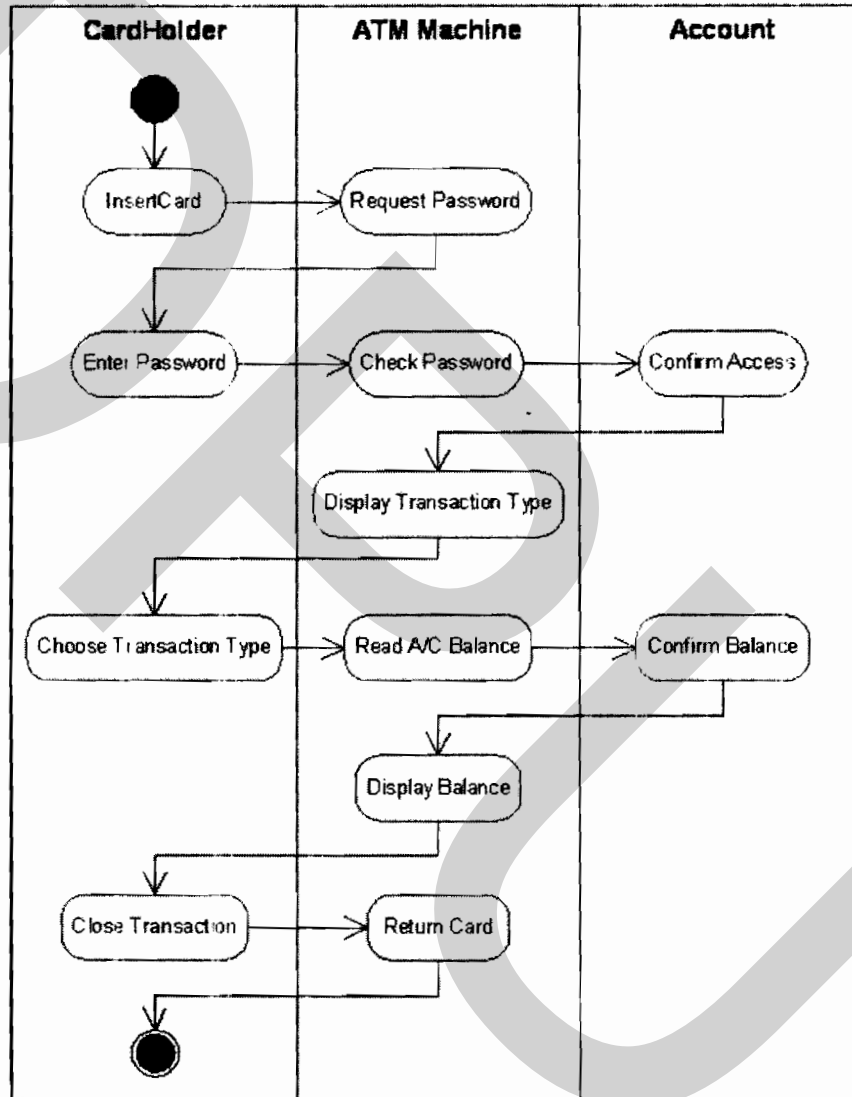 CardHolder
ATM Machine
Account
InsertCard
Request Password
Enter Password
Check Password
Confirm Access
Display Transaction Type
Choose Transaction Type
Read A/C Balance
Confirm Balance
Display Balance
Close Transaction
Return Card